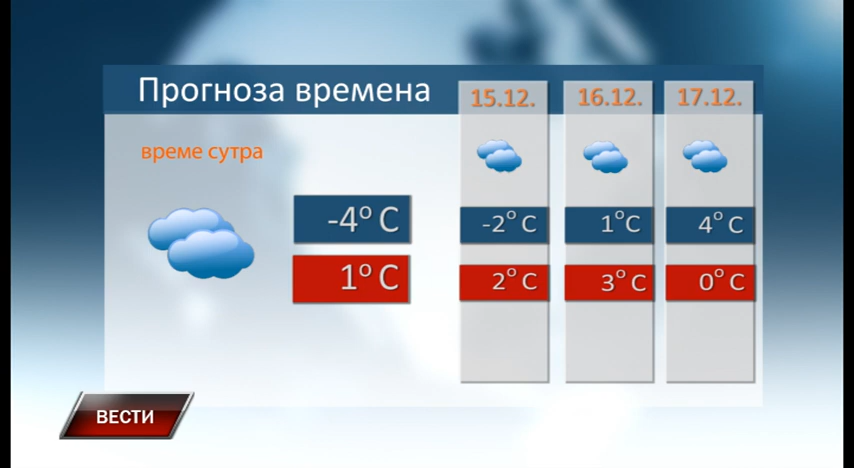 Прогноза времена
време сутра
-4° C
1° C
15.12.
-2° C
2° C
16.12.
1°C
3° C
17.12.
4° C
0° C
ВЕСТИ